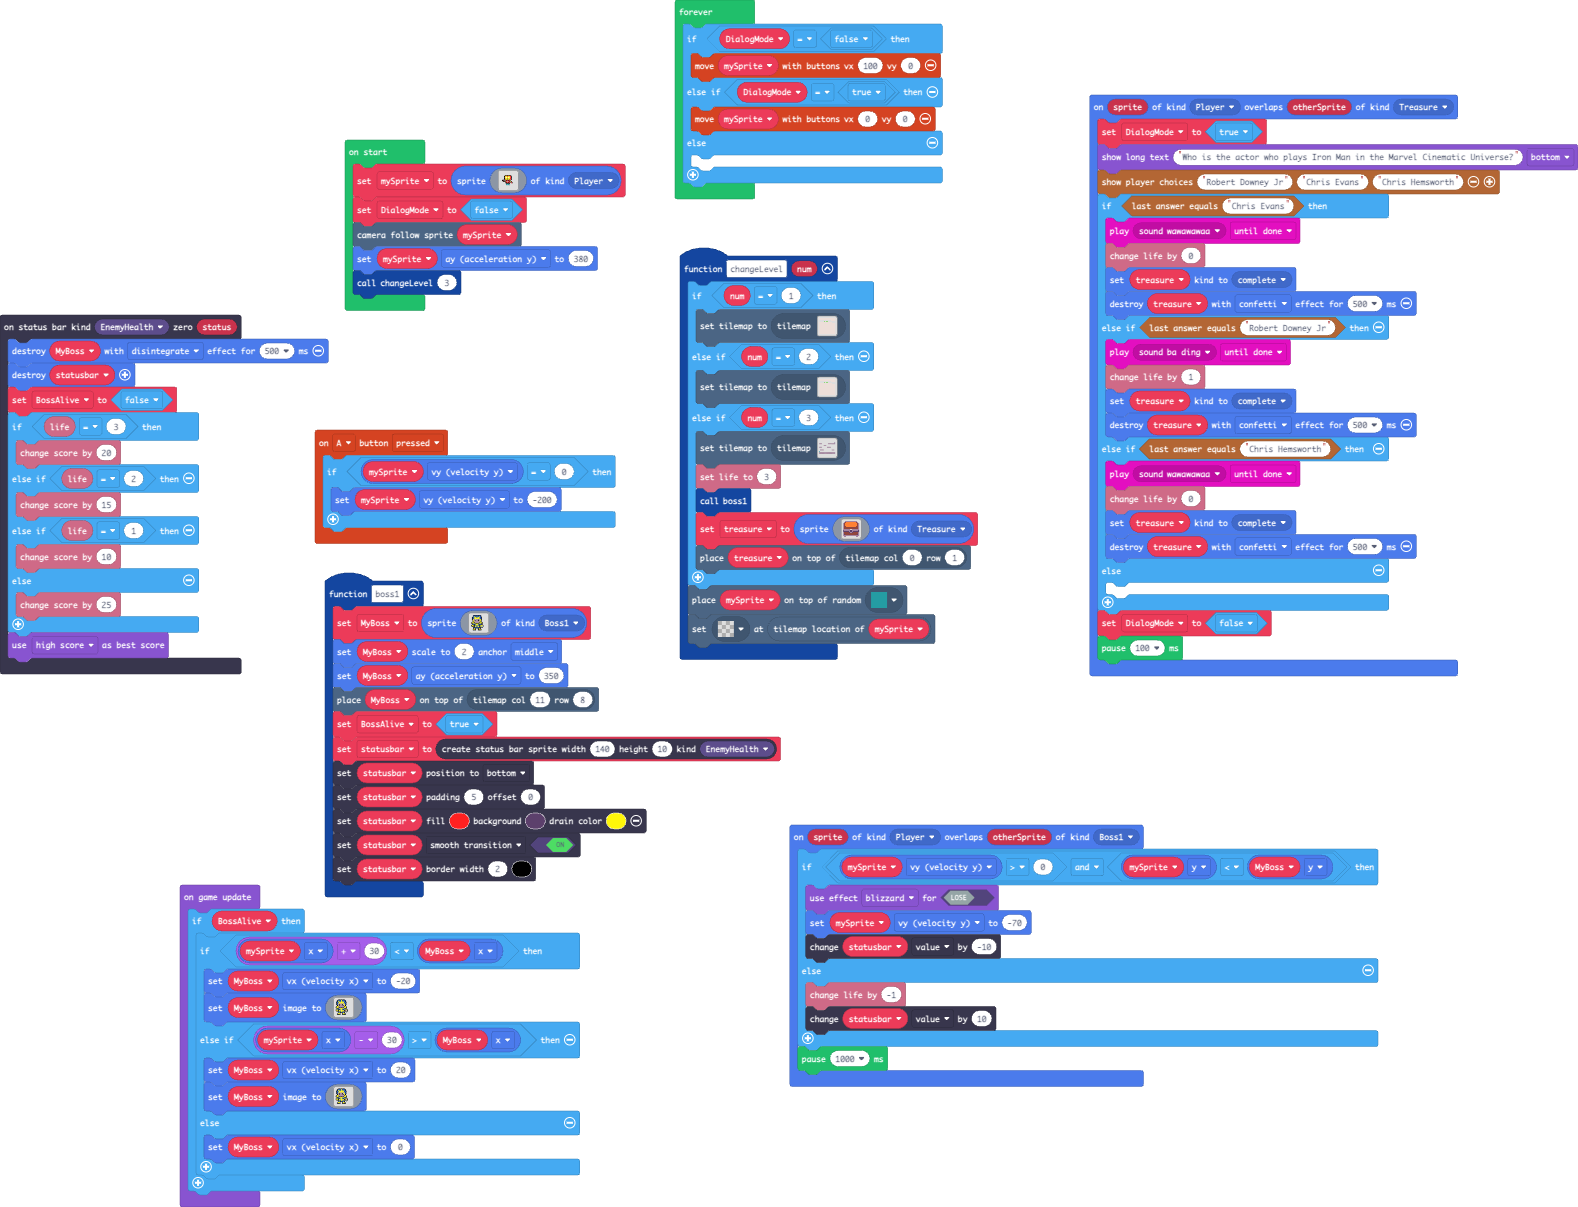 forever
if DialogMode = false then
move mySprite with buttons vx 100 vy 0
else if DialogMode = true then
move mySprite with buttons vx 0 vy 0
else
on start
set mySprite to sprite of kind Player
set DialogMode to false
camera follow sprite mySprite
set mySprite ay (acceleration y) to 380
call changeLevel 3
on sprite of kind Player overlaps otherSprite of kind Treasure
set DialogMode to true
show long text "Who is the actor who plays Iron Man in the Marvel Cinematic Universe?" bottom
show player choices "Robert Downey Jr" "Chris Evans" "Chris Hemsworth"
if last answer equals "Chris Evans" then
play sound wawawawaa until done
change life by 0
set treasure kind to complete
destroy treasure with confetti effect for 500 ms
else if last answer equals "Robert Downey Jr" then
play sound ba ding until done
change life by 1
set treasure kind to complete
destroy treasure with confetti effect for 500 ms
else if last answer equals "Chris Hemsworth" then
play sound wawawawaa until done
change life by 0
set treasure kind to complete
destroy treasure with confetti effect for 500 ms
else
set DialogMode to false
pause 100 ms
function changeLevel num
if num = 1 then
set tilemap to tilemap
else if num = 2 then
set tilemap to tilemap
else if num = 3 then
set tilemap to tilemap
set life to 3
call boss1
set treasure to sprite of kind Treasure
place treasure on top of tilemap col 0 row 1
place mySprite on top of random
set at tilemap location of mySprite
on status bar kind EnemyHealth zero status
destroy MyBoss with disintegrate effect for 500 ms
destroy statusbar
set BossAlive to false
if life = 3 then
change score by 20
else if life = 2 then
change score by 15
else if life = 1 then
change score by 10
else
change score by 25
use high score as best score
on A button pressed
if mySprite vy (velocity y) = 0 then
set mySprite vy (velocity y) to -200
function boss1
set MyBoss to sprite of kind Boss1
set MyBoss scale to 2 anchor middle
set MyBoss ay (acceleration y) to 350
place MyBoss on top of tilemap col 11 row 8
set BossAlive to true
set statusbar to create status bar sprite width 140 height 10 kind EnemyHealth
set statusbar position to bottom
set statusbar padding 5 offset 0
set statusbar fill background drain color
set statusbar smooth transition ON
set statusbar border width 2
on sprite of kind Player overlaps otherSprite of kind Boss1
if mySprite vy (velocity y) > 0 and mySprite y < MyBoss y then
use effect blizzard for LOSE
set mySprite vy (velocity y) to -70
change statusbar value by -10
else
change life by -1
change statusbar value by 10
pause 1000 ms
on game update
if BossAlive then
if mySprite x + 30 < MyBoss x then
set MyBoss vx (velocity x) to -20
set MyBoss image to
else if mySprite x - 30 > MyBoss x then
set MyBoss vx (velocity x) to 20
set MyBoss image to
else
set MyBoss vx (velocity x) to 0